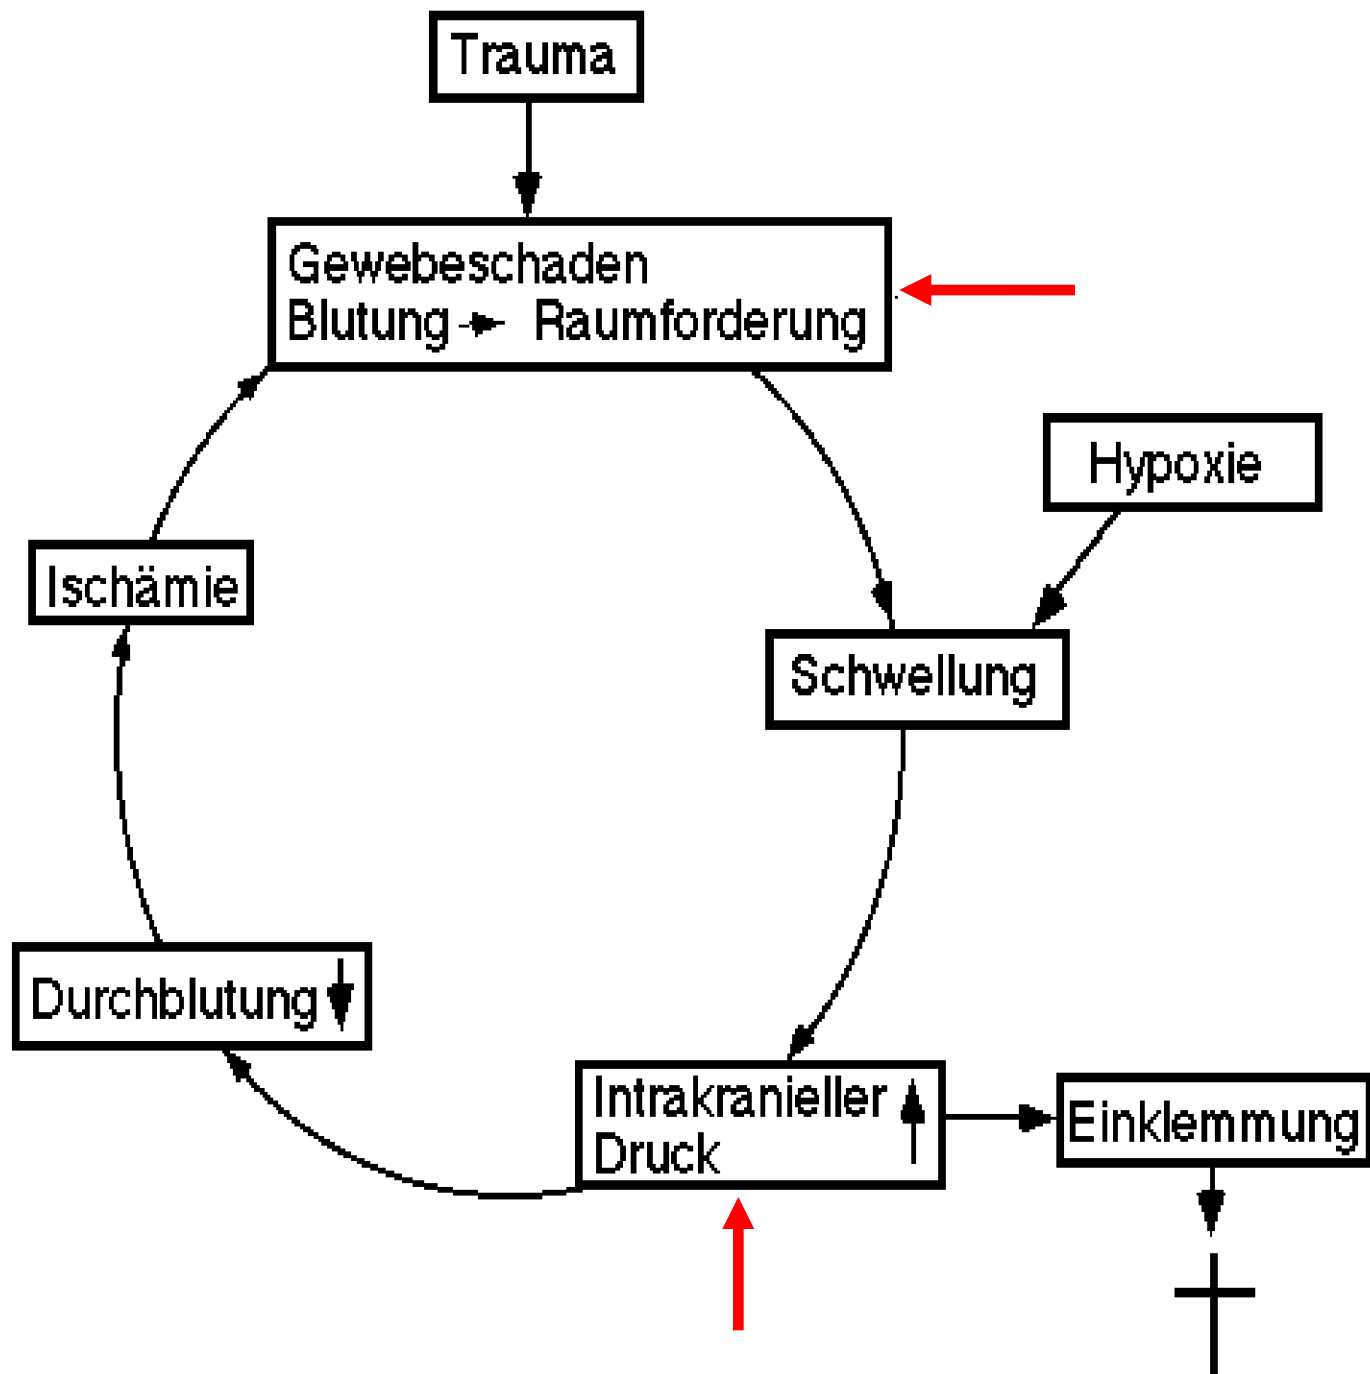 Trauma
Gewebeschaden
Blutung → Raumforderung
Hypoxie
Ischämie
Schwellung
Durchblutung ↓
Intrakranieller ↑
Druck
Einklemmung